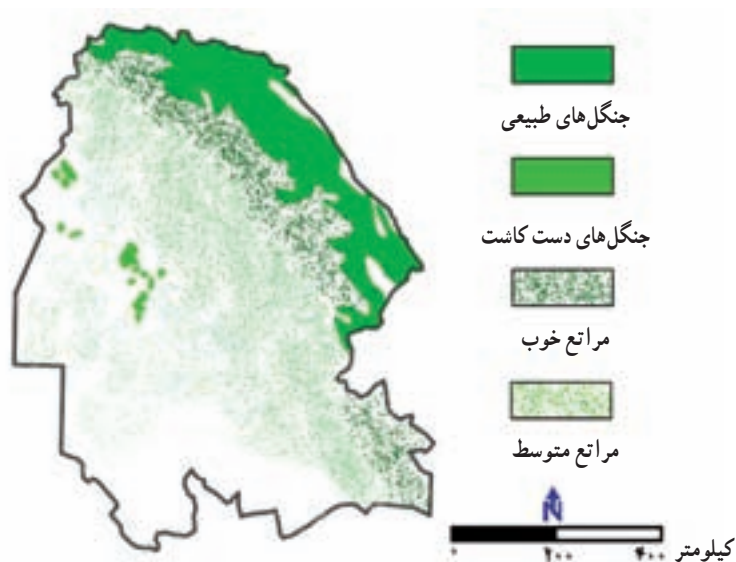 جنگل‌های طبیعی
جنگل‌های دست کاشت
مراتع خوب
مراتع متوسط
N
کیلومتر
۰ ۲۰۰ ۴۰۰